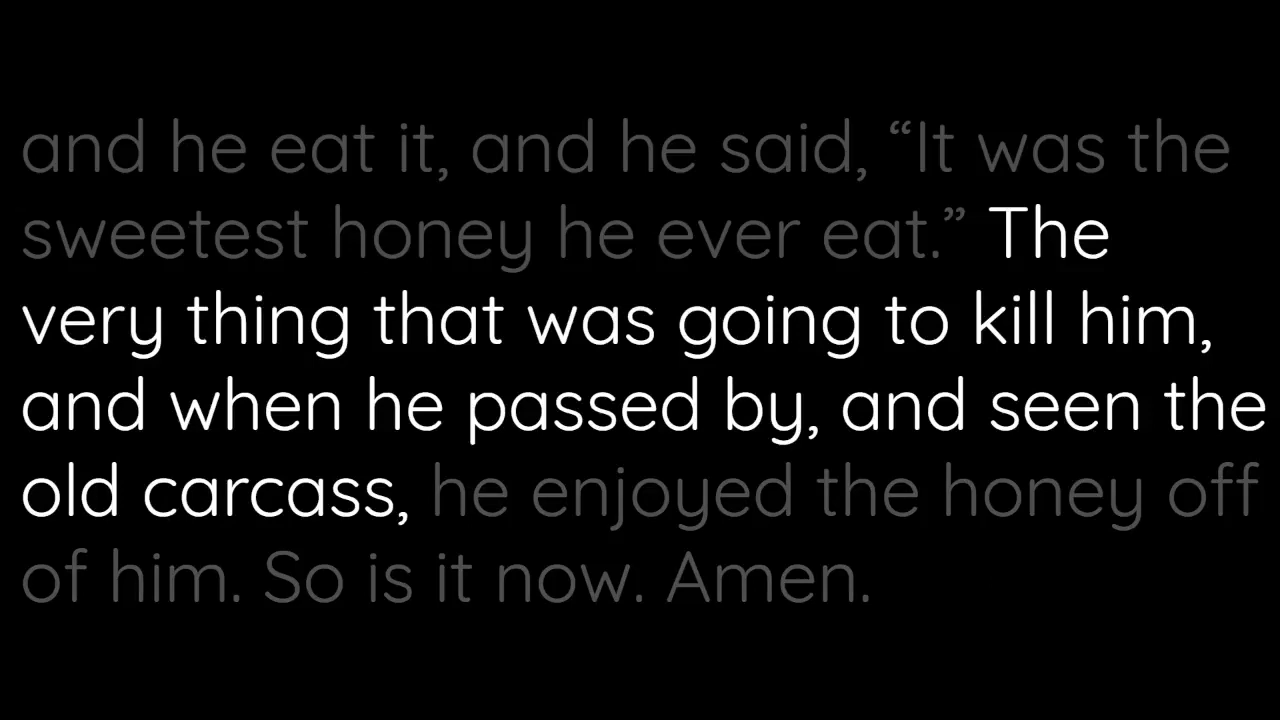 and he eat it, and he said, “It was the
sweetest honey he ever eat.” The
very thing that was going to kill him,
and when he passed by, and seen the
old carcass, he enjoyed the honey off
of him. So is it now. Amen.